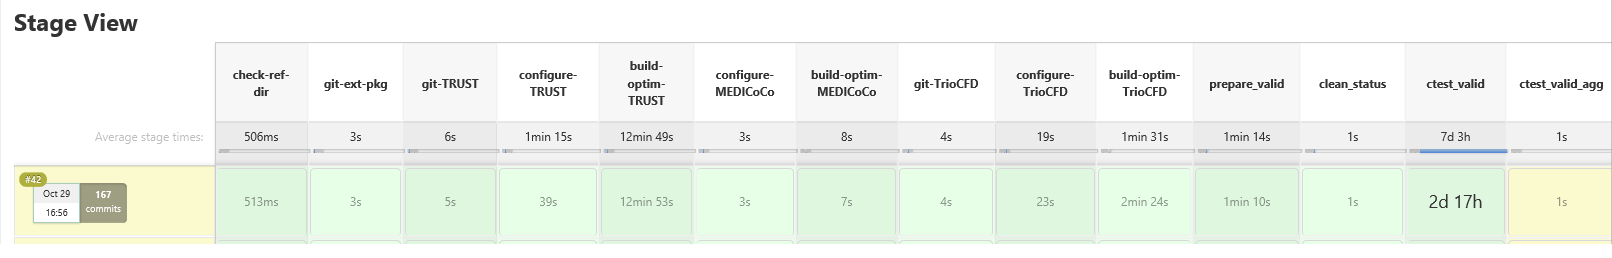 Stage View
check-ref-
dir
git-ext-pkg
git-TRUST
configure-
TRUST
build-
optim-
TRUST
configure-
MEDICoCo
build-optim-
MEDICoCo
git-TrioCFD
configure-
TrioCFD
build-optim-
TrioCFD
prepare_valid
clean_status
ctest_valid
ctest_valid_agg
Average stage times: 506ms 3s 6s 1min 15s 12min 49s 3s 8s 4s 19s 1min 31s 1min 14s 1s 7d 3h 1s
#42
Oct 29
16:56
167
commits
513ms 3s 5s 39s 12min 53s 3s 7s 4s 23s 2min 24s 1min 10s 1s 2d 17h 1s